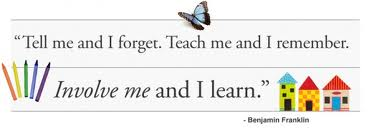 “Tell me and I forget. Teach me and I remember.
Involve me and I learn.”
- Benjamin Franklin